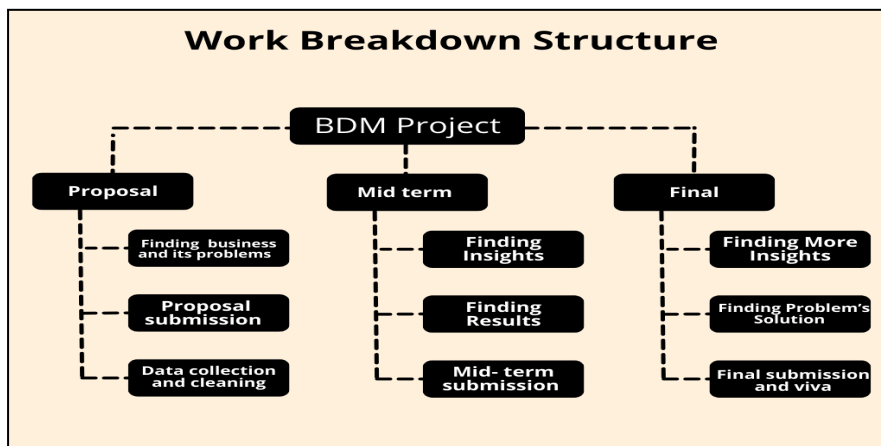 Work Breakdown Structure
BDM Project
Proposal
Mid term
Final
Finding business
and its problems
Proposal
submission
Data collection
and cleaning
Finding
Insights
Finding
Results
Mid- term
submission
Finding More
Insights
Finding Problem's
Solution
Final submission
and viva